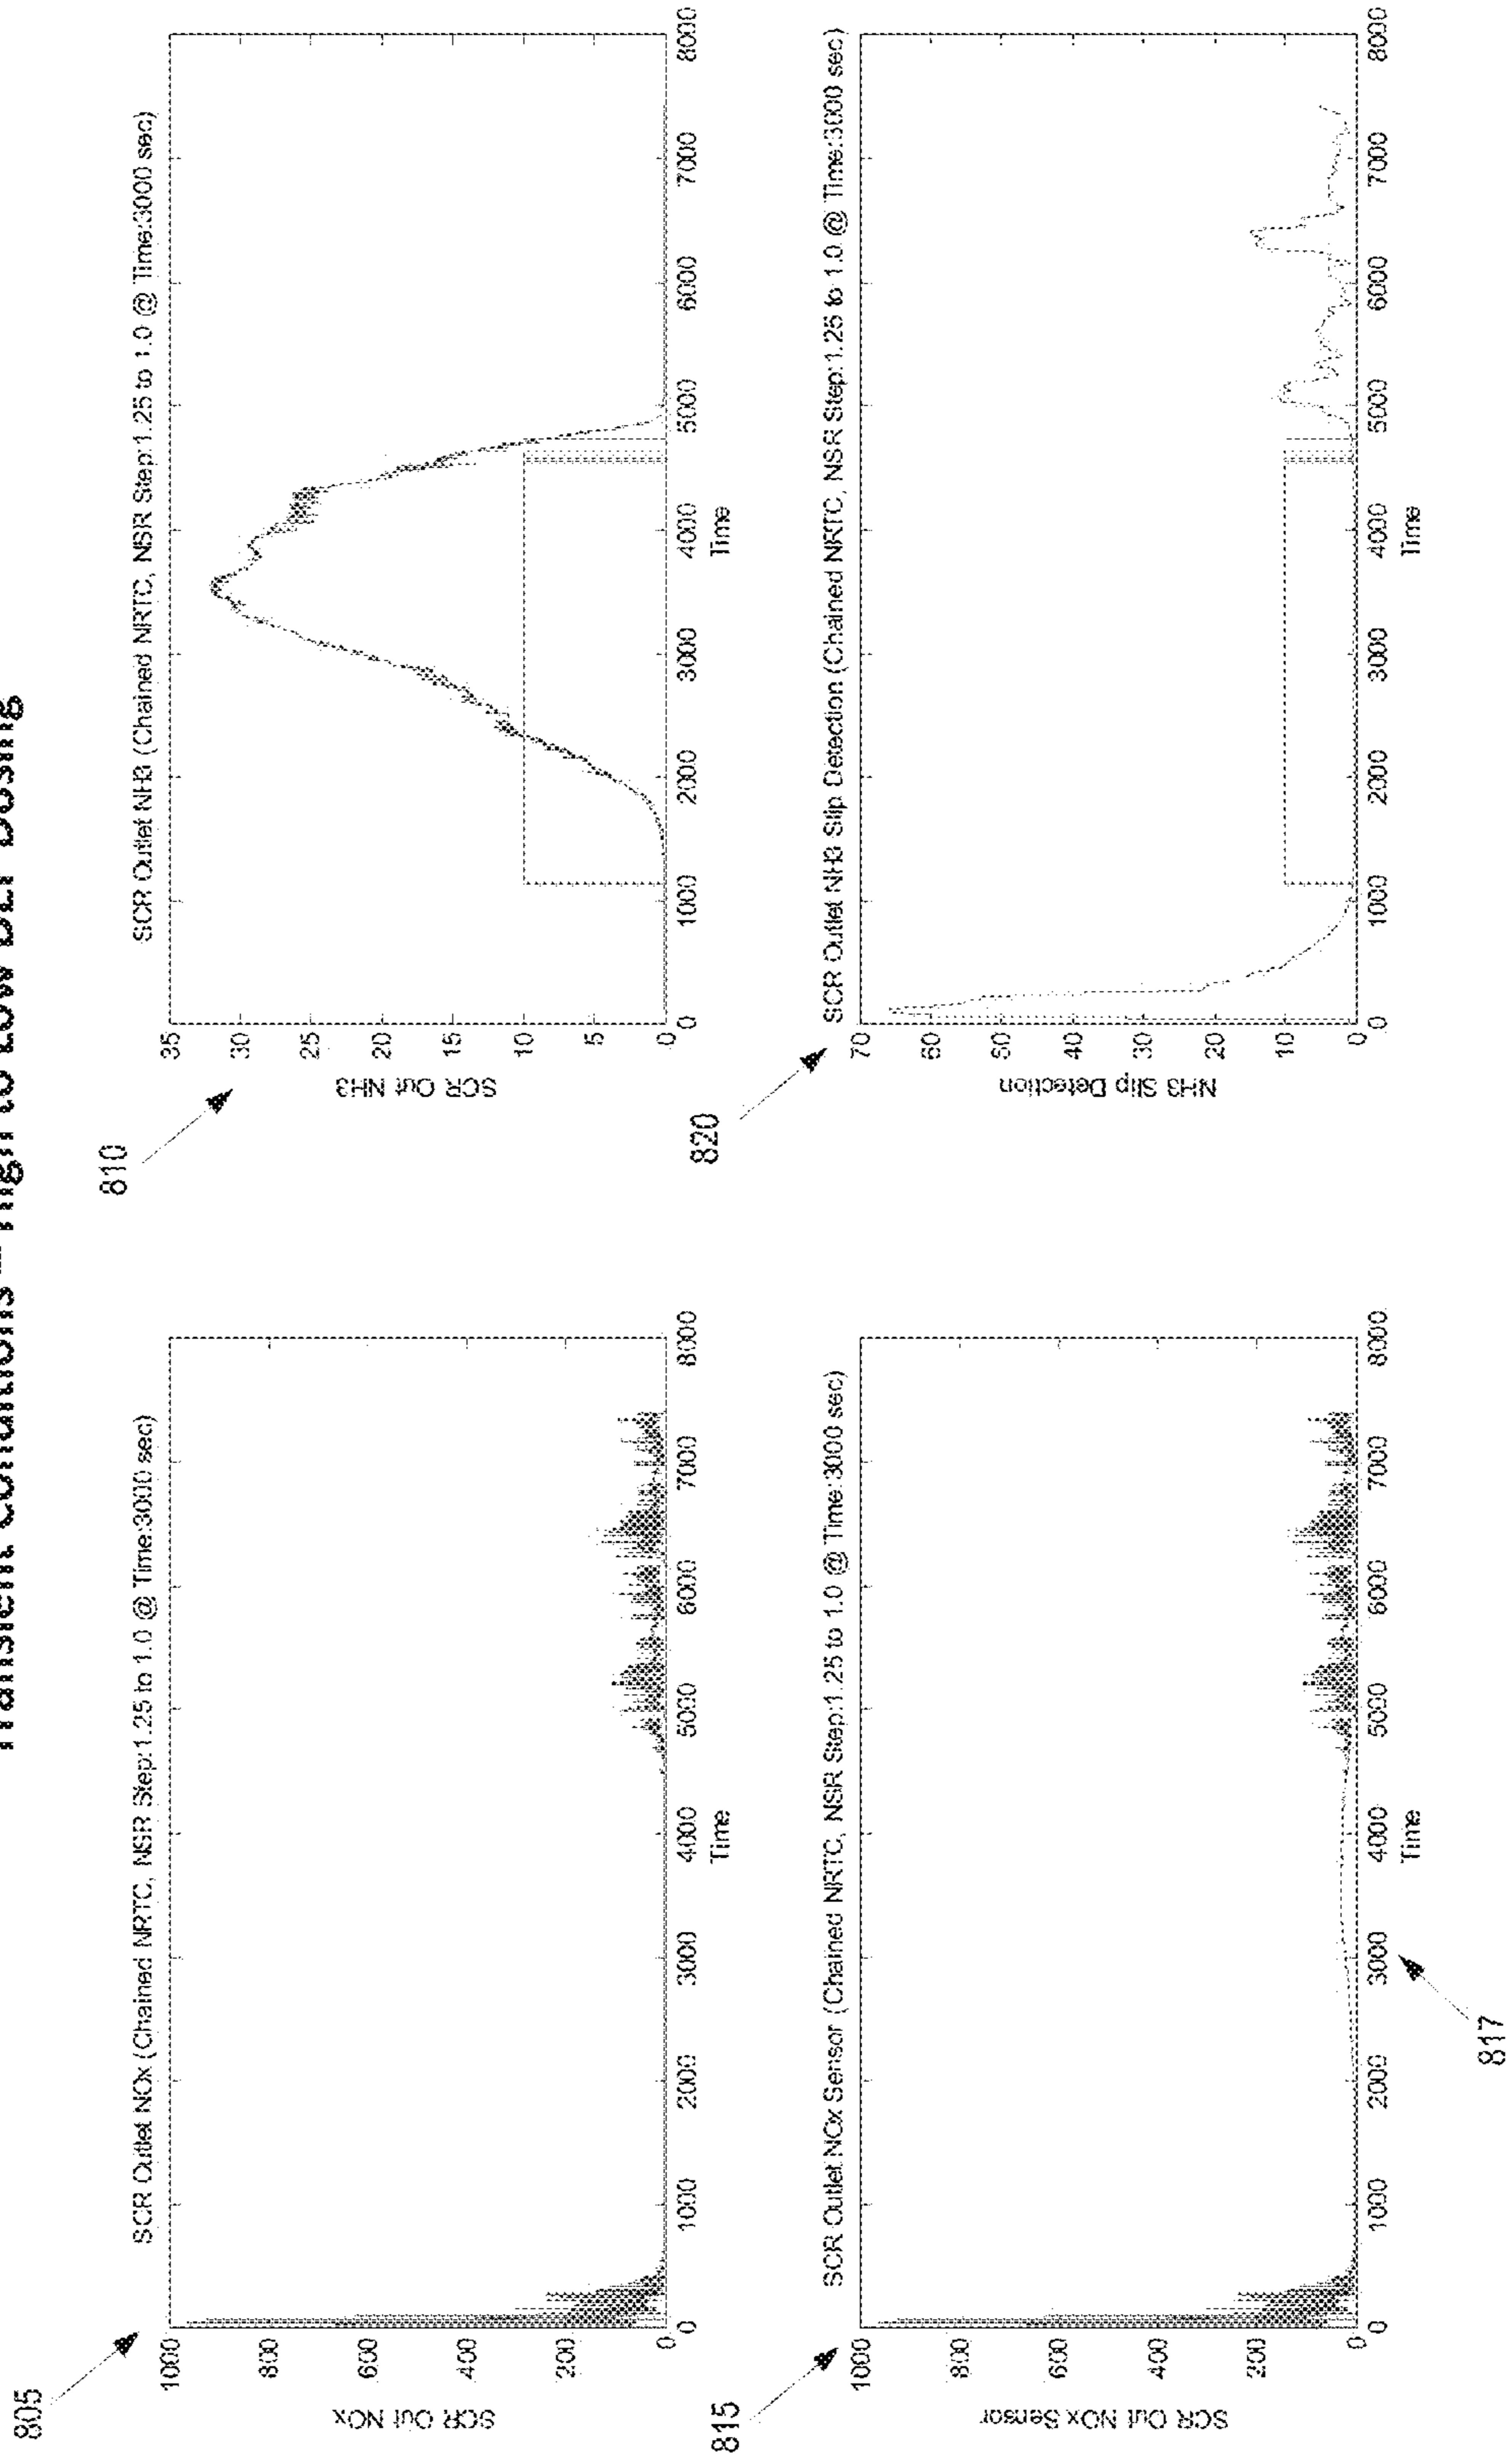 Transient Conditions – High to Low DEF Dosing
805
SCR Outlet NOx (Chained NRTC, NSR Step:1.25 to 1.0 @ Time:3000 sec)
SCR Out NOx
1000
800
600
400
200
0
0 1000 2000 3000 4000 5000 6000 7000 8000
Time
810
SCR Outlet NH3 (Chained NRTC, NSR Step:1.25 to 1.0 @ Time:3000 sec)
SCR Out NH3
35
30
25
20
15
10
5
0
0 1000 2000 3000 4000 5000 6000 7000 8000
Time
815
SCR Outlet NOx Sensor (Chained NRTC, NSR Step:1.25 to 1.0 @ Time:3000 sec)
SCR Out NOx Sensor
1000
800
600
400
200
0
0 1000 2000 3000 4000 5000 6000 7000 8000
Time
817
820
SCR Outlet NH3 Slip Detection (Chained NRTC, NSR Step:1.25 to 1.0 @ Time:3000 sec)
NH3 Slip Detection
70
60
50
40
30
20
10
0
0 1000 2000 3000 4000 5000 6000 7000 8000
Time